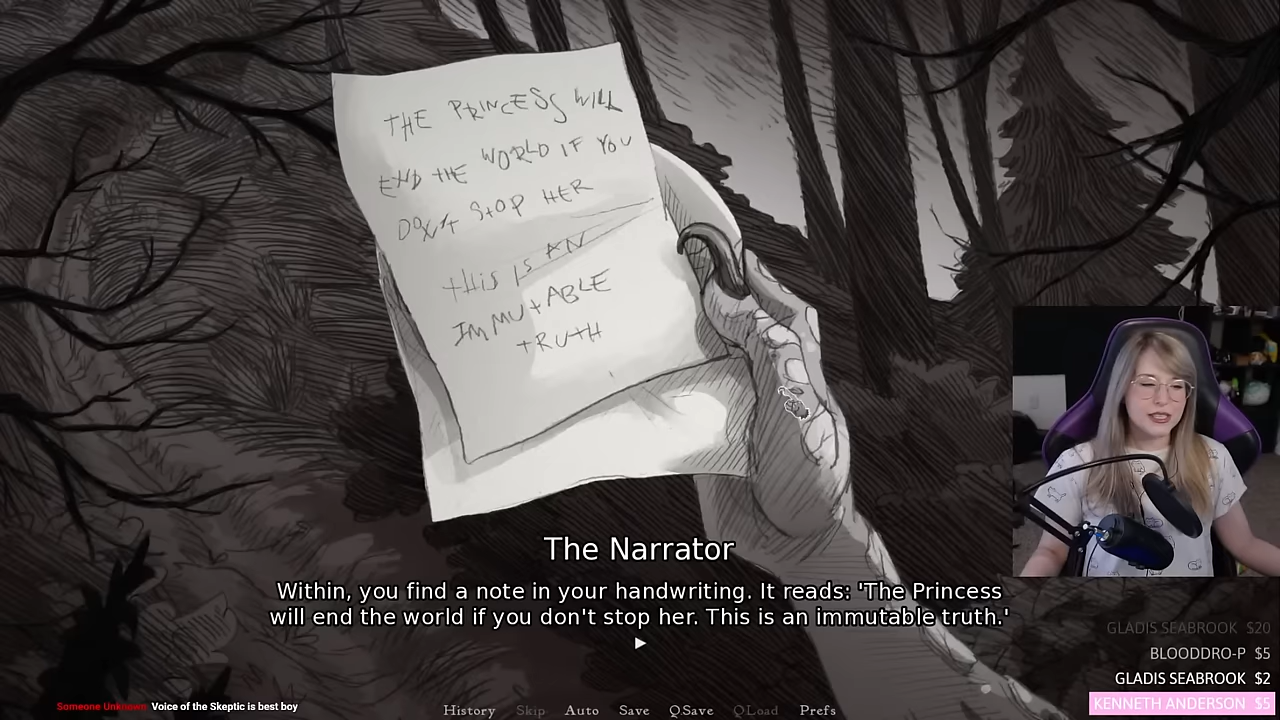 THE PRINCESS WILL
END THE WORLD IF YOU
DON'T STOP HER
THIS IS AN
IMMUTABLE
TRUTH
The Narrator
Within, you find a note in your handwriting. It reads: 'The Princess
will end the world if you don't stop her. This is an immutable truth.'
GLADIS SEABROOK $20
BLOODDRO-P $5
GLADIS SEABROOK $2
KENNETH ANDERSON $5
Someone Unknown Voice of the Skeptic is best boy
History Skip Auto Save Q.Save Q.Load Prefs